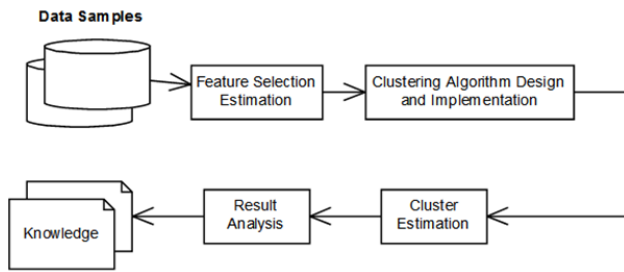 Data Samples
Feature Selection
Estimation
Clustering Algorithm Design
and Implementation
Knowledge
Result
Analysis
Cluster
Estimation